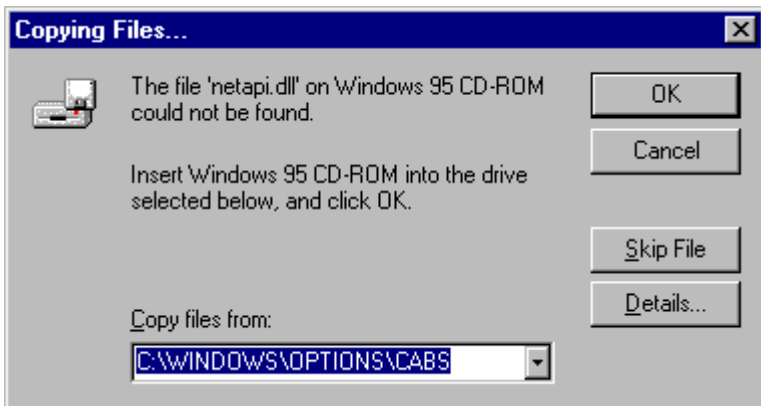 Copying Files...
The file 'netapi.dll' on Windows 95 CD-ROM
could not be found.
OK
Cancel
Insert Windows 95 CD-ROM into the drive
selected below, and click OK.
Skip File
Details...
Copy files from:
C:\WINDOWS\OPTIONS\CABS